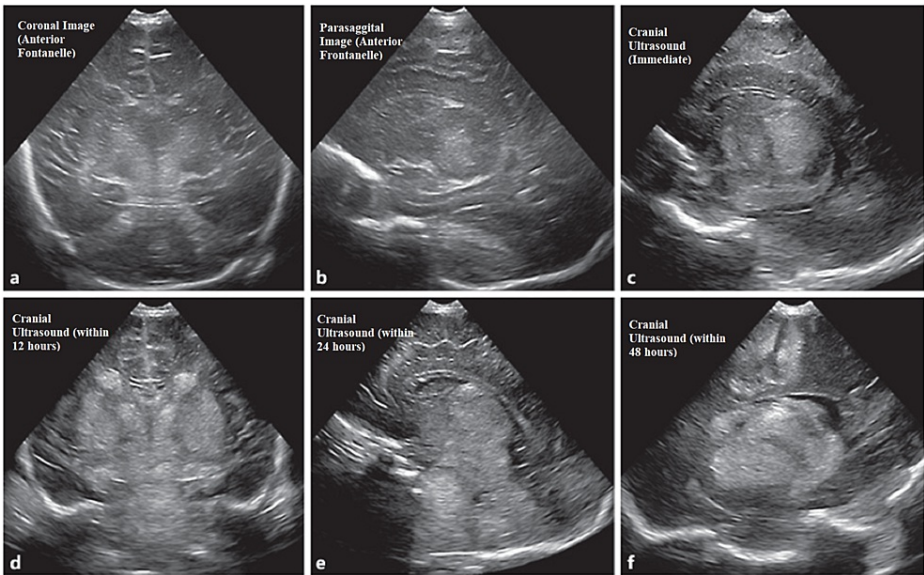 Coronal Image
(Anterior
Fontanelle)
a
Parasaggital
Image (Anterior
Frontanelle)
b
Cranial
Ultrasound
(Immediate)
c
Cranial
Ultrasound (within
12 hours)
d
Cranial
Ultrasound (within
24 hours)
e
Cranial
Ultrasound (within
48 hours)
f